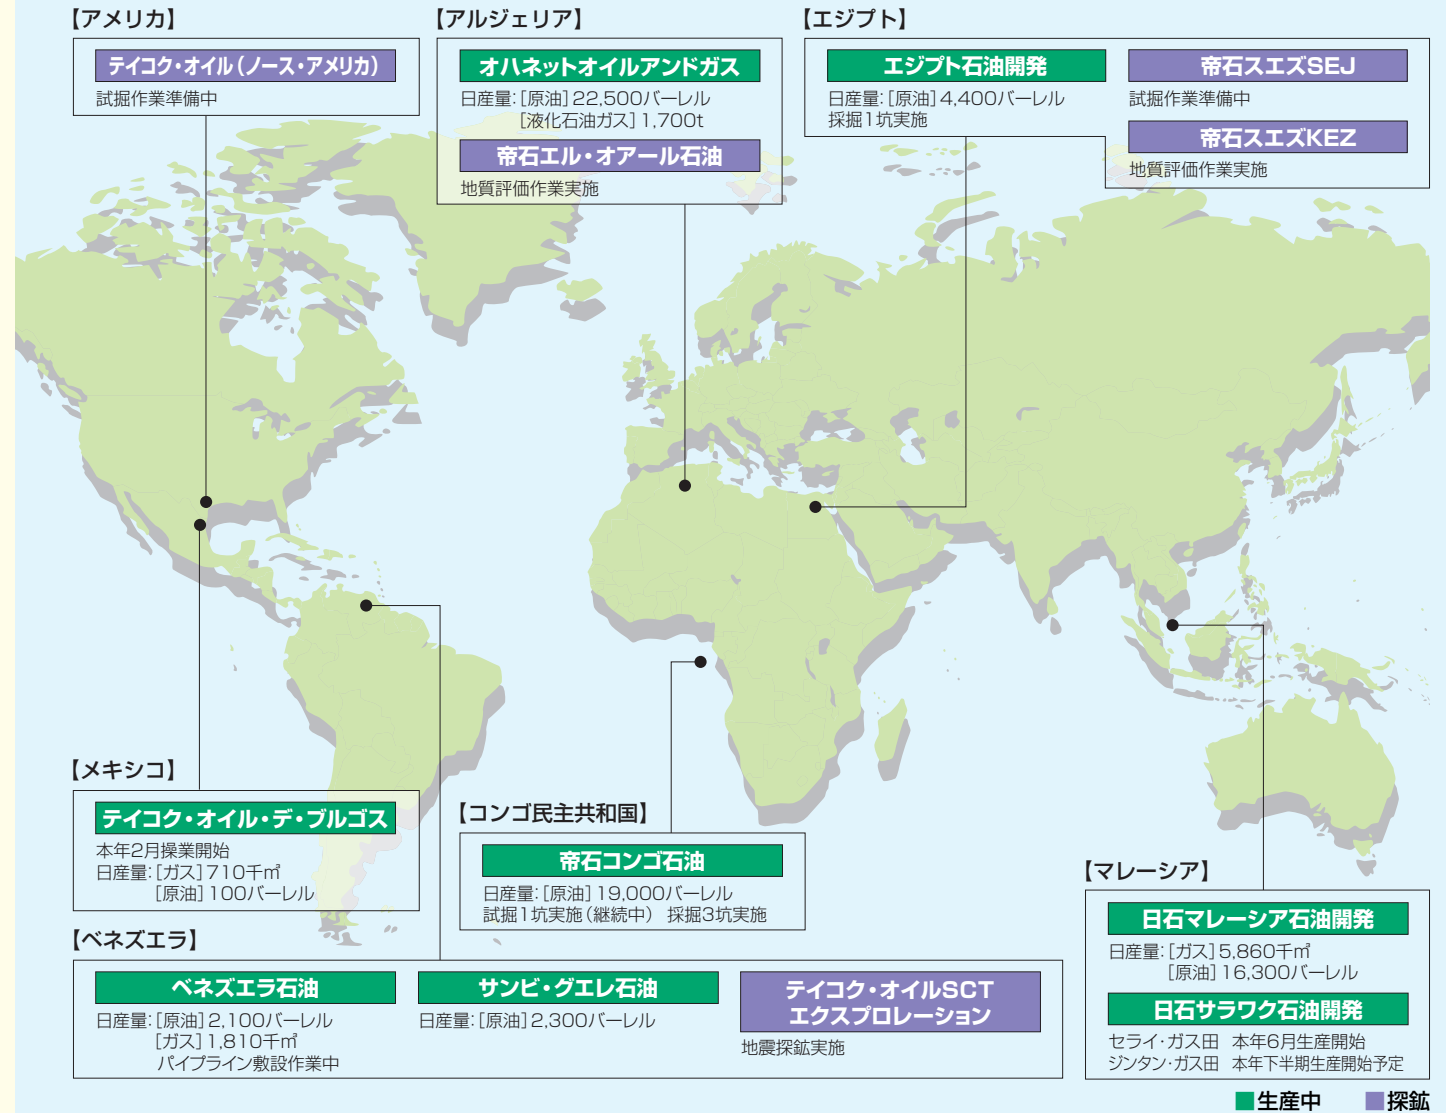 【アメリカ】
テイコク・オイル（ノース・アメリカ）
試掘作業準備中
【アルジェリア】
オハネットオイルアンドガス
日産量：［原油］22,500バーレル
［液化石油ガス］1,700t
帝石エル・オアール石油
地質評価作業実施
【エジプト】
エジプト石油開発
日産量：［原油］4,400バーレル
採掘1坑実施
帝石スエズSEJ
試掘作業準備中
帝石スエズKEZ
地質評価作業実施
【メキシコ】
テイコク・オイル・デ・ブルゴス
本年2月操業開始
日産量：［ガス］710千㎥
［原油］100バーレル
【コンゴ民主共和国】
帝石コンゴ石油
日産量：［原油］19,000バーレル
試掘1坑実施（継続中） 採掘3坑実施
【マレーシア】
日石マレーシア石油開発
日産量：［ガス］5,860千㎥
［原油］16,300バーレル
日石サラワク石油開発
セライ・ガス田 本年6月生産開始
ジンタン・ガス田 本年下半期生産開始予定
【ベネズエラ】
ベネズエラ石油
日産量：［原油］2,100バーレル
［ガス］1,810千㎥
パイプライン敷設作業中
サンビ・グエレ石油
日産量：［原油］2,300バーレル
テイコク・オイルSCT
エクスプロレーション
地震探鉱実施
■生産中 ■探鉱